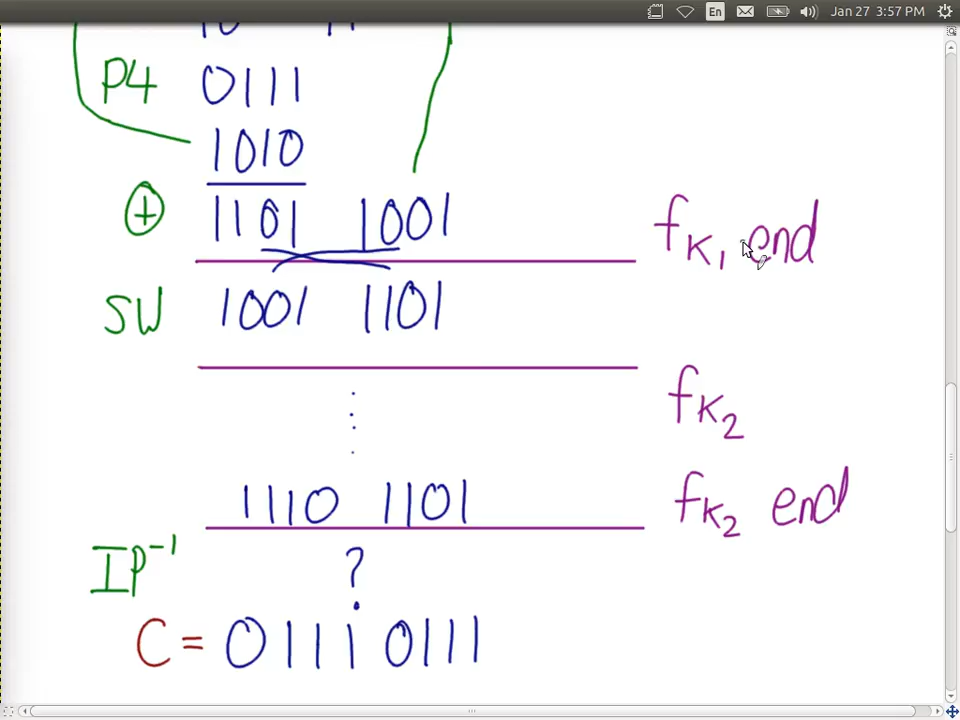 En Jan 27 3:57 PM
P4 0111
1010
⊕ 1101 1001 fK1 end
SW 1001 1101
⋮ fK2
1110 1101 fK2 end
IP⁻¹ ?
C = 0111 0111